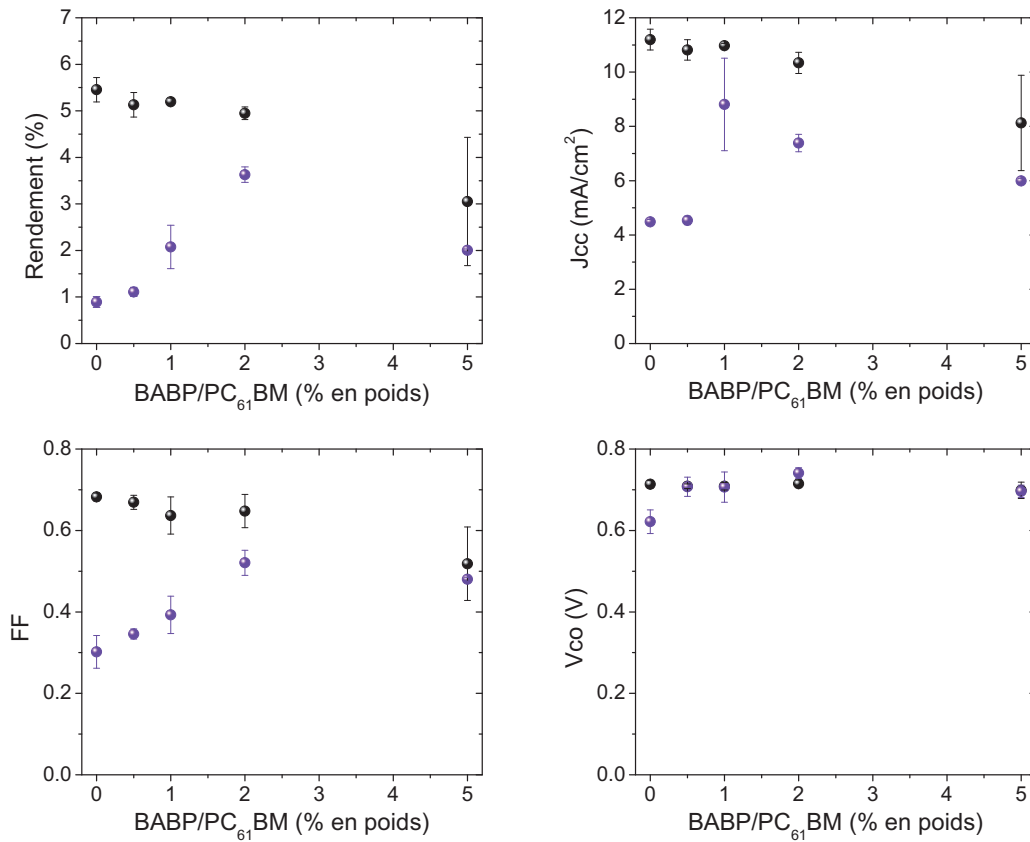 7
6
5
4
3
2
1
0
Rendement (%)
0 1 2 3 4 5
BABP/PC₆₁BM (% en poids)
12
10
8
6
4
2
0
Jcc (mA/cm²)
0 1 2 3 4 5
BABP/PC₆₁BM (% en poids)
0.8
0.6
0.4
0.2
0.0
FF
0 1 2 3 4 5
BABP/PC₆₁BM (% en poids)
0.8
0.6
0.4
0.2
0.0
Vco (V)
0 1 2 3 4 5
BABP/PC₆₁BM (% en poids)